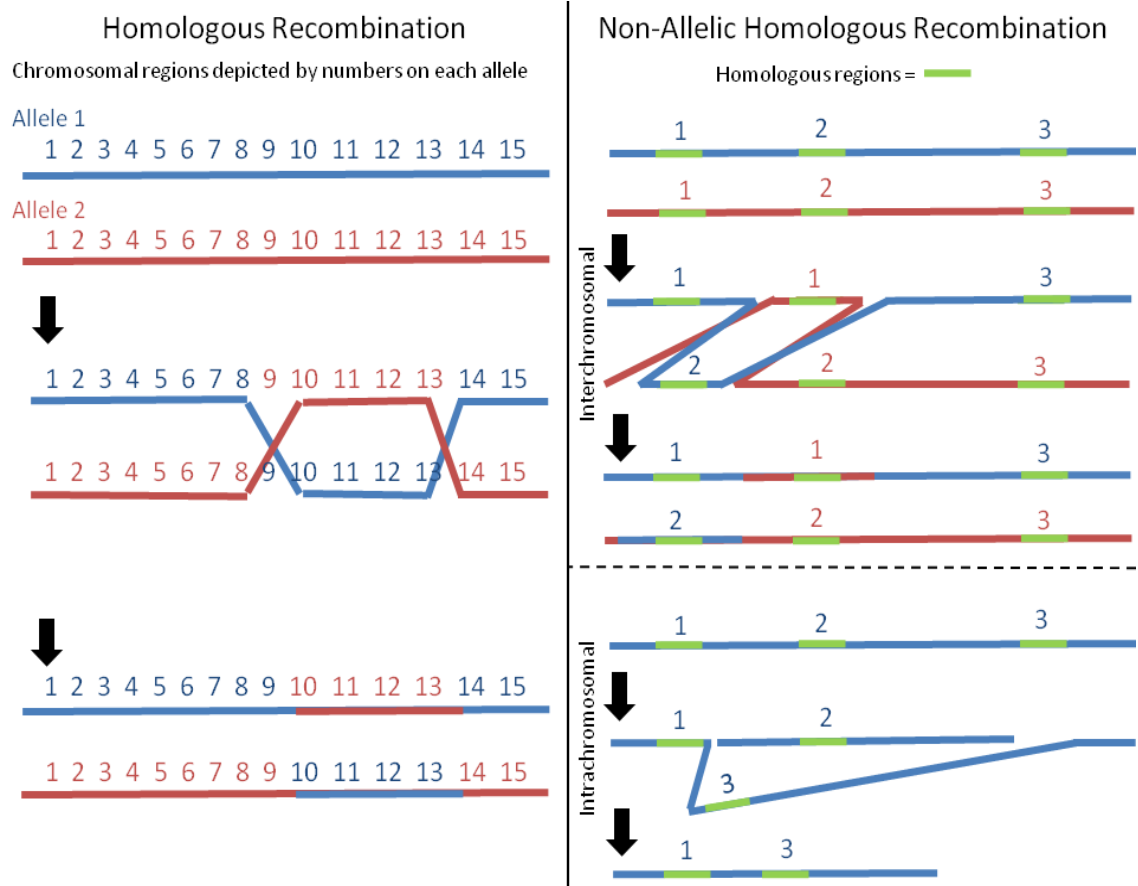 Homologous Recombination
Chromosomal regions depicted by numbers on each allele
Allele 1
1 2 3 4 5 6 7 8 9 10 11 12 13 14 15
Allele 2
1 2 3 4 5 6 7 8 9 10 11 12 13 14 15
1 2 3 4 5 6 7 8 9 10 11 12 13 14 15
1 2 3 4 5 6 7 8 9 10 11 12 13 14 15
1 2 3 4 5 6 7 8 9 10 11 12 13 14 15
1 2 3 4 5 6 7 8 9 10 11 12 13 14 15
Non-Allelic Homologous Recombination
Homologous regions =
1 2 3
1 2 3
Interchromosomal
1 1 3
2 2 3
1 1 3
2 2 3
Intrachromosomal
1 2 3
1 2
3
1 3